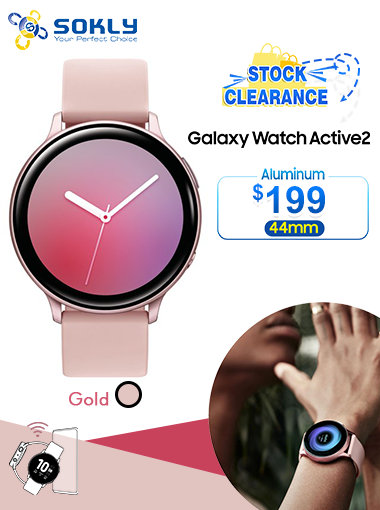 SOKLY
Your Perfect Choice
STOCK
CLEARANCE
Galaxy Watch Active2
Aluminum
$199
44mm
Gold
10